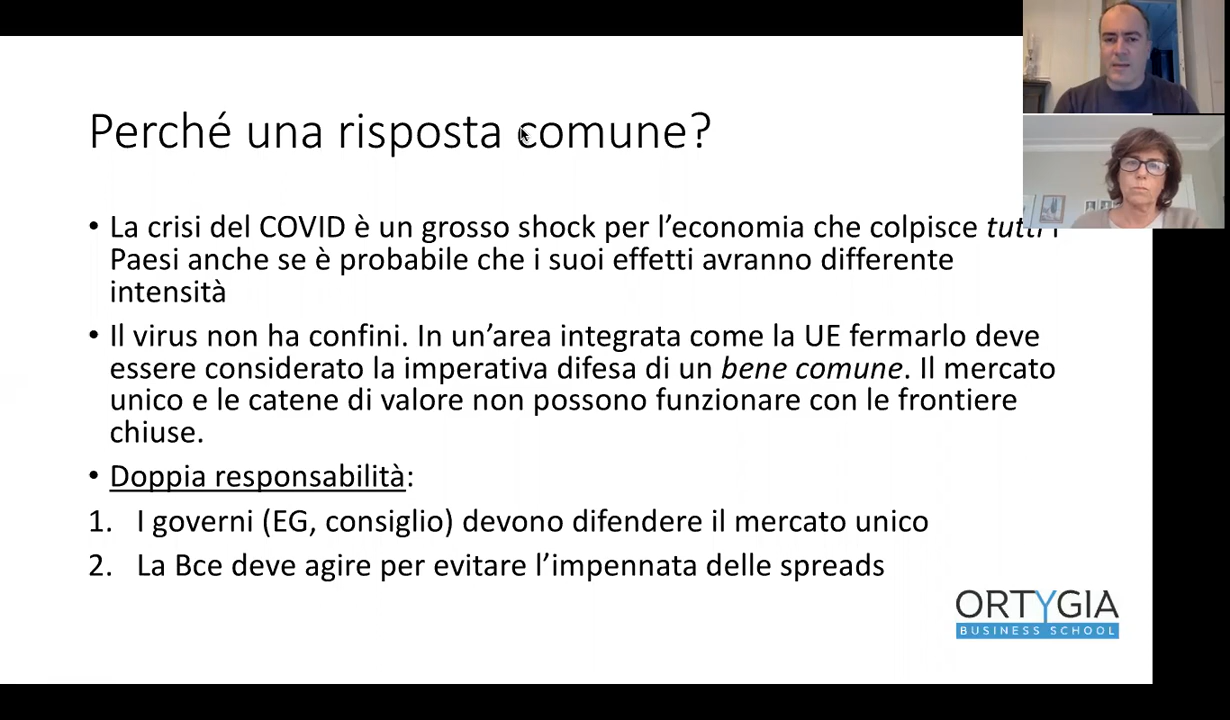 Perché una risposta comune?
• La crisi del COVID è un grosso shock per l’economia che colpisce tutti i
Paesi anche se è probabile che i suoi effetti avranno differente
intensità
• Il virus non ha confini. In un’area integrata come la UE fermarlo deve
essere considerato la imperativa difesa di un bene comune. Il mercato
unico e le catene di valore non possono funzionare con le frontiere
chiuse.
• Doppia responsabilità:
1. I governi (EG, consiglio) devono difendere il mercato unico
2. La Bce deve agire per evitare l’impennata delle spreads
ORTYGIA
BUSINESS SCHOOL